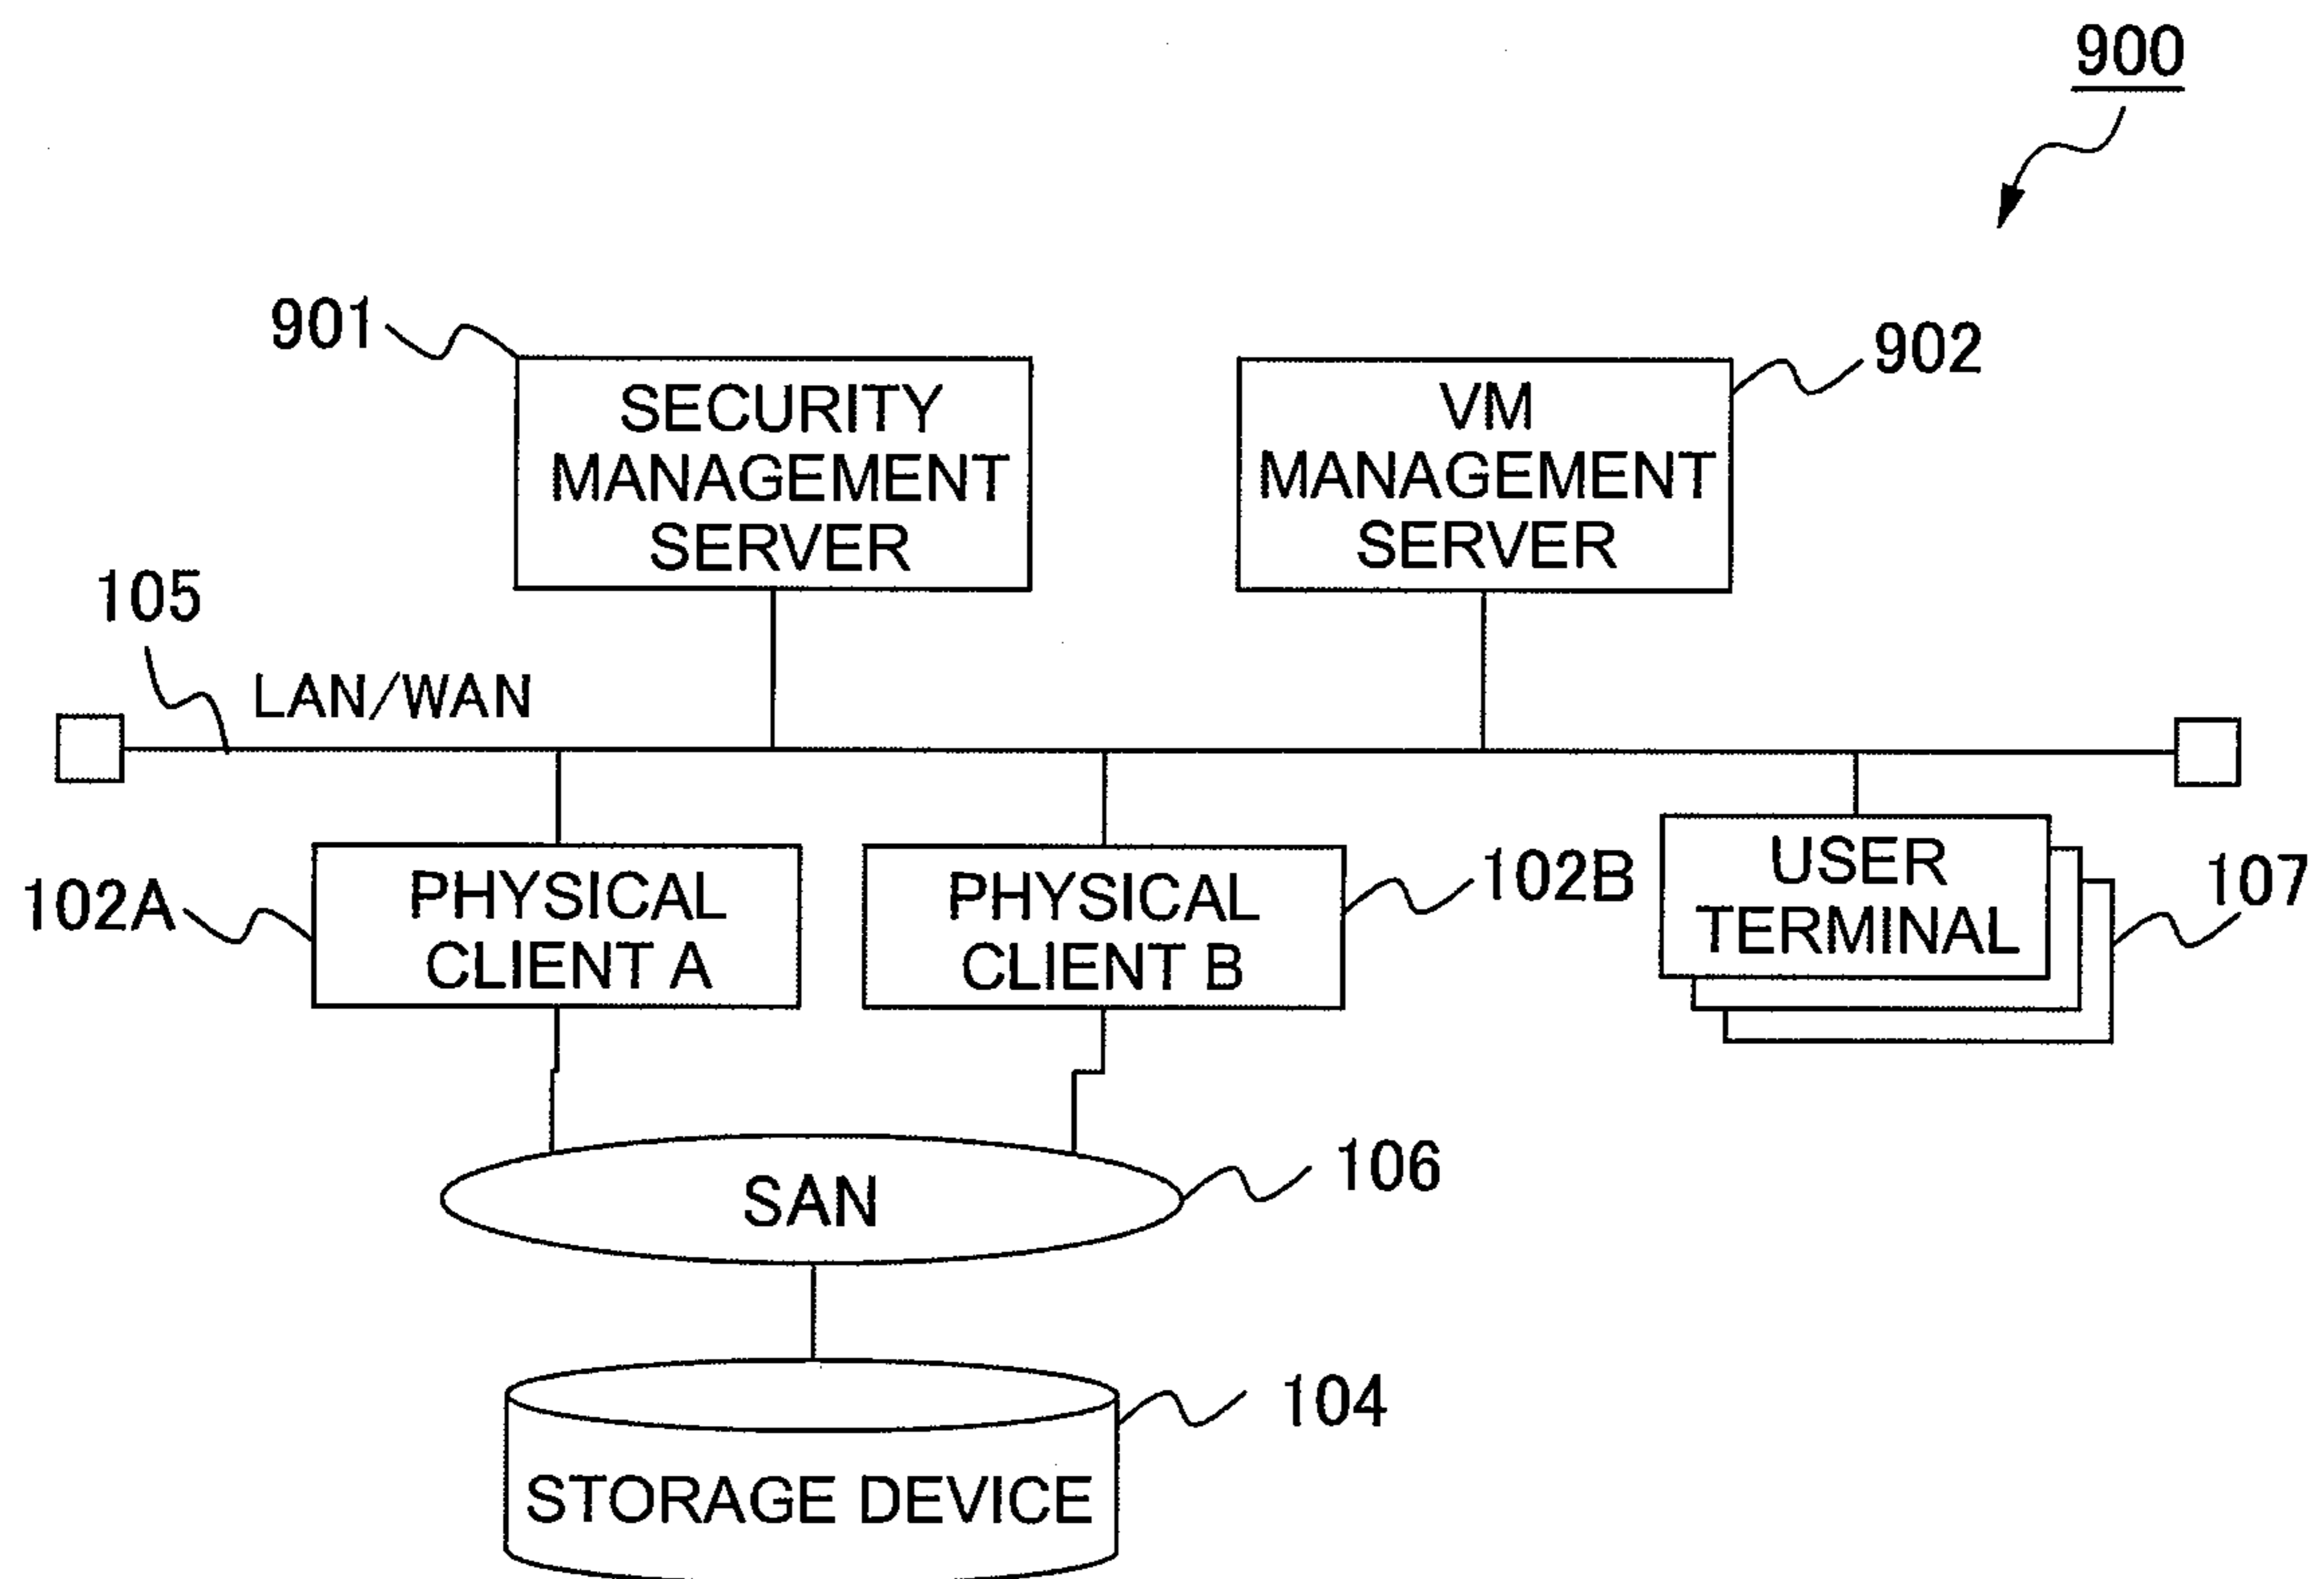 900
901
902
SECURITY
MANAGEMENT
SERVER
VM
MANAGEMENT
SERVER
105
LAN/WAN
102A
PHYSICAL
CLIENT A
PHYSICAL
CLIENT B
102B
USER
TERMINAL
107
SAN
106
104
STORAGE DEVICE